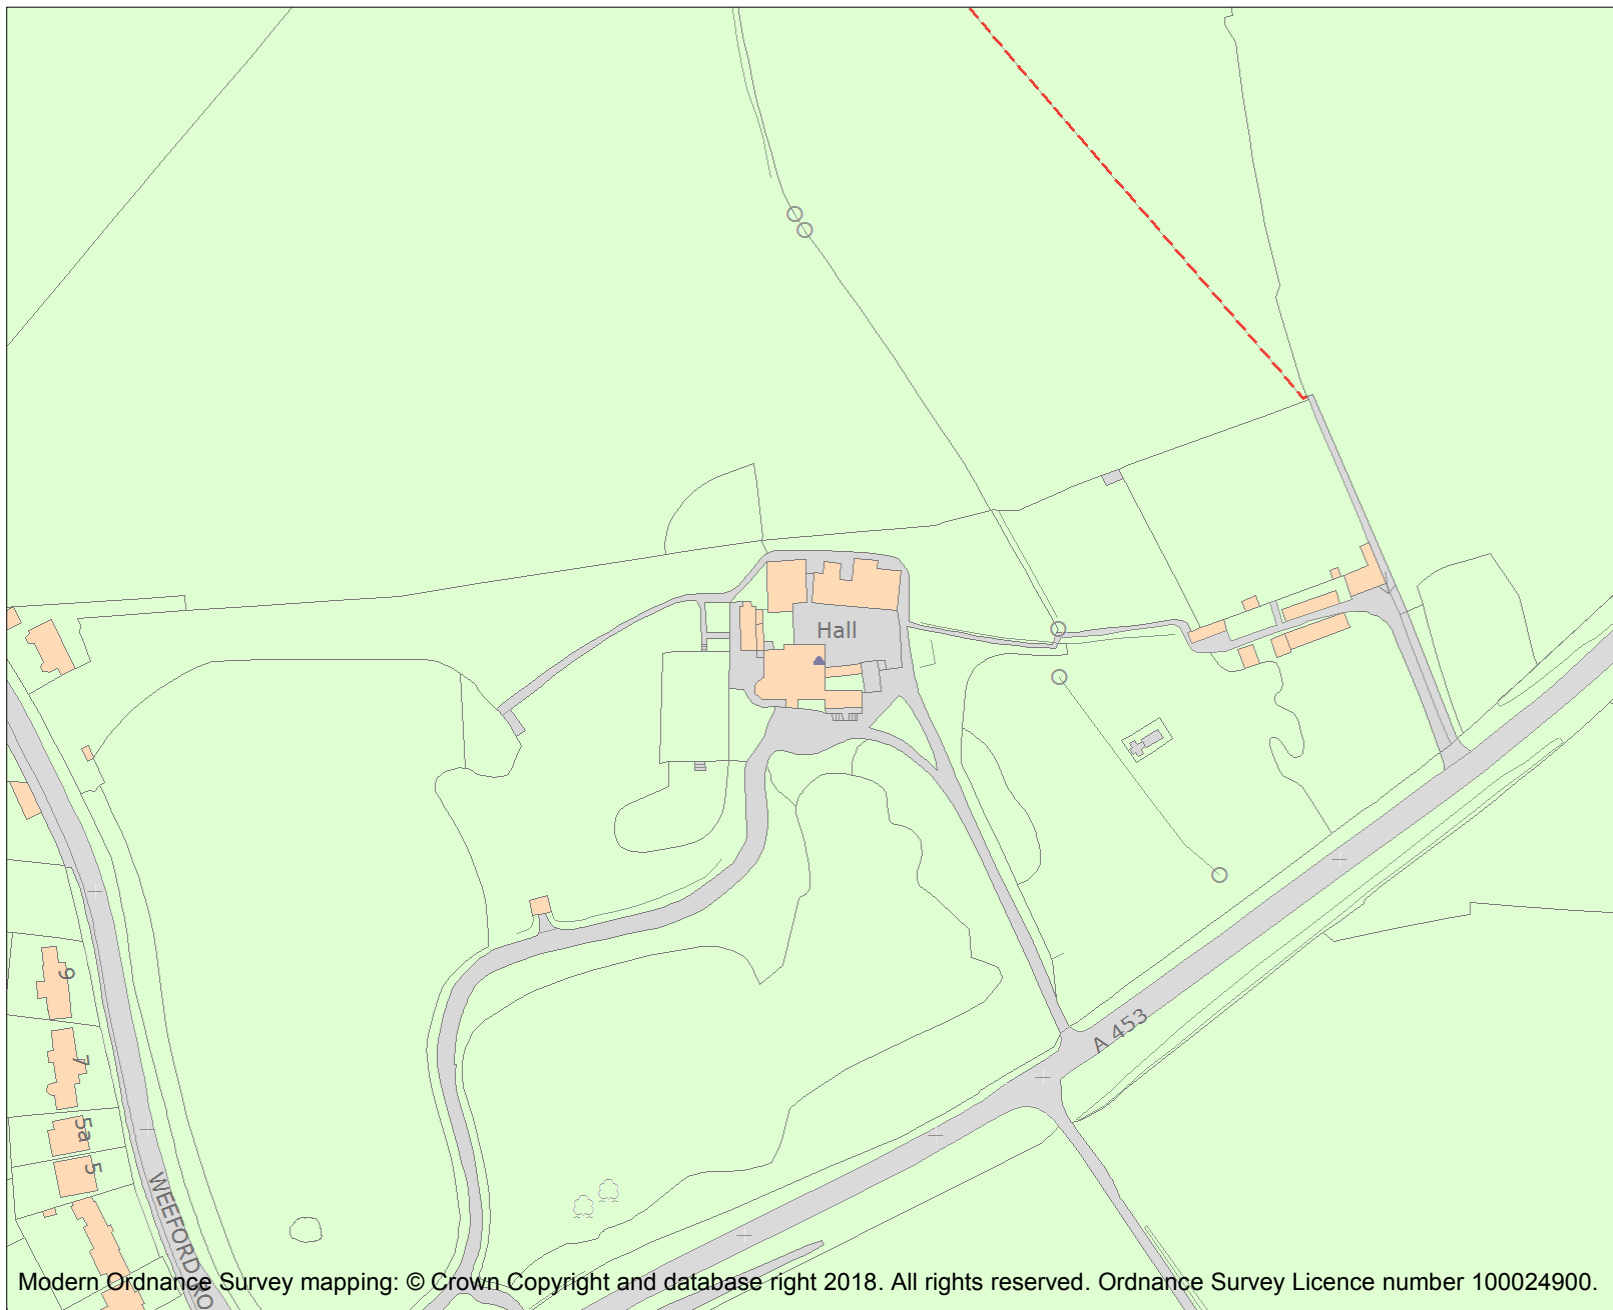 Hall
A 453
9
7
5a
5
WEEFORD RO
Modern Ordnance Survey mapping: © Crown Copyright and database right 2018. All rights reserved. Ordnance Survey Licence number 100024900.